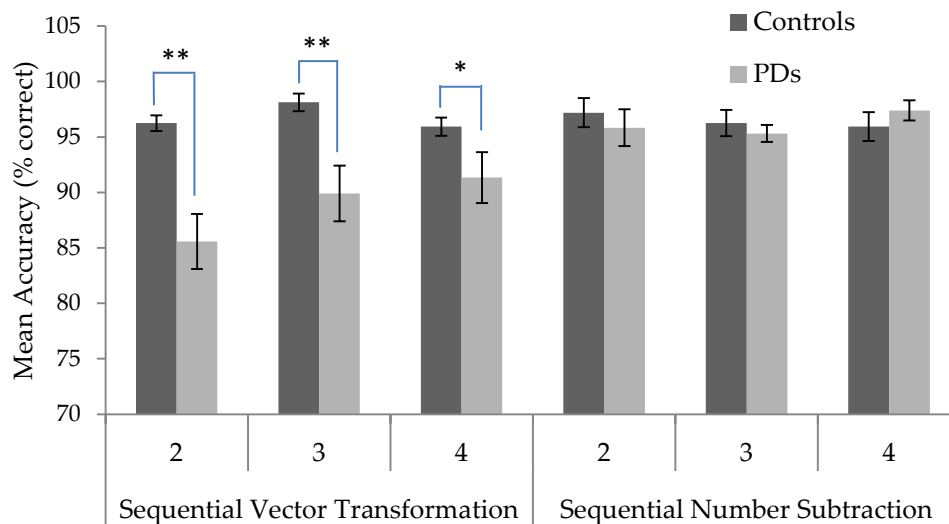 105
100
95
90
85
80
75
70
Mean Accuracy (% correct)
Controls
PDs
**
**
*
2 3 4 2 3 4
Sequential Vector Transformation Sequential Number Subtraction